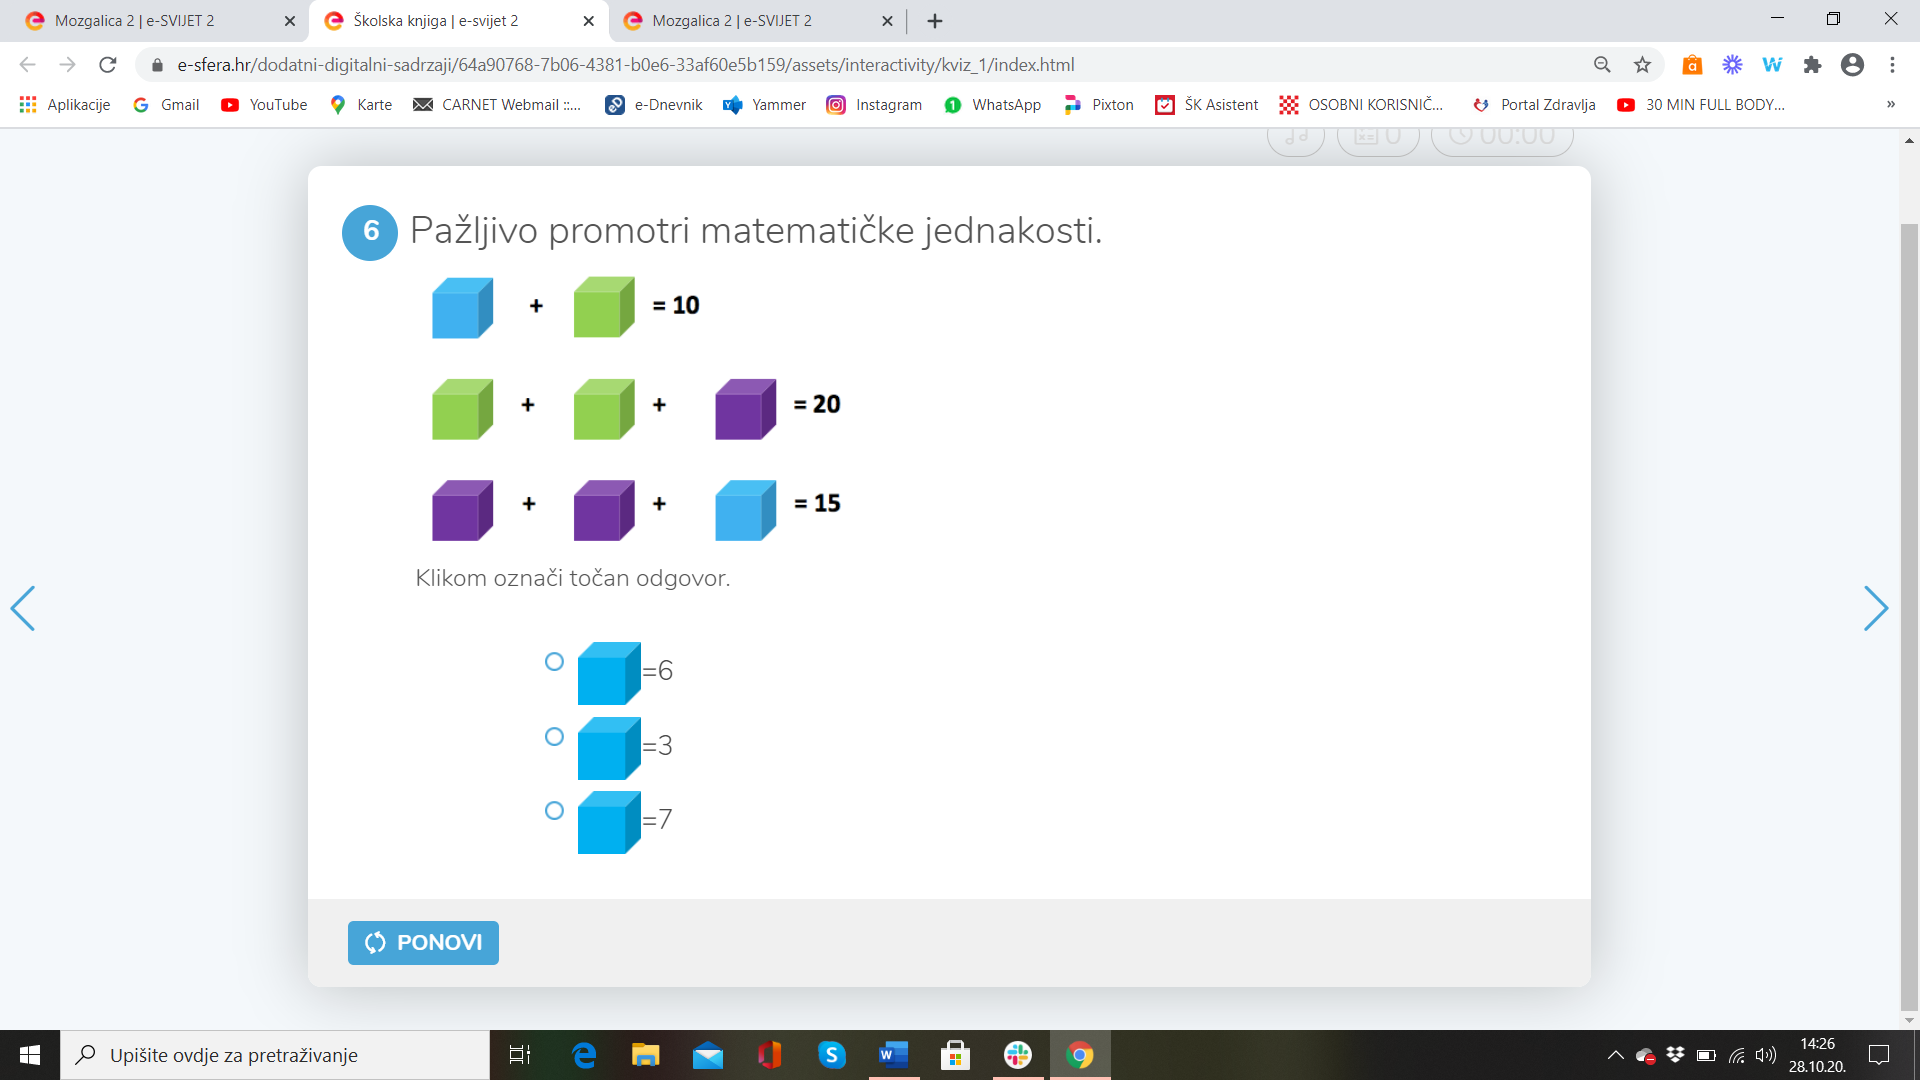 Mozgalica 2 | e-SVIJET 2
Školska knjiga | e-svijet 2
Mozgalica 2 | e-SVIJET 2
e-sfera.hr/dodatni-digitalni-sadrzaji/64a90768-7b06-4381-b0e6-33af60e5b159/assets/interactivity/kviz_1/index.html
Aplikacije Gmail YouTube Karte CARNET Webmail ::... e-Dnevnik Yammer Instagram WhatsApp Pixton ŠK Asistent OSOBNI KORISNIČ... Portal Zdravlja 30 MIN FULL BODY... »
0 00:00
6 Pažljivo promotri matematičke jednakosti.
+ = 10
+ + = 20
+ + = 15
Klikom označi točan odgovor.
=6
=3
=7
PONOVI
Upišite ovdje za pretraživanje
14:26
28.10.20.